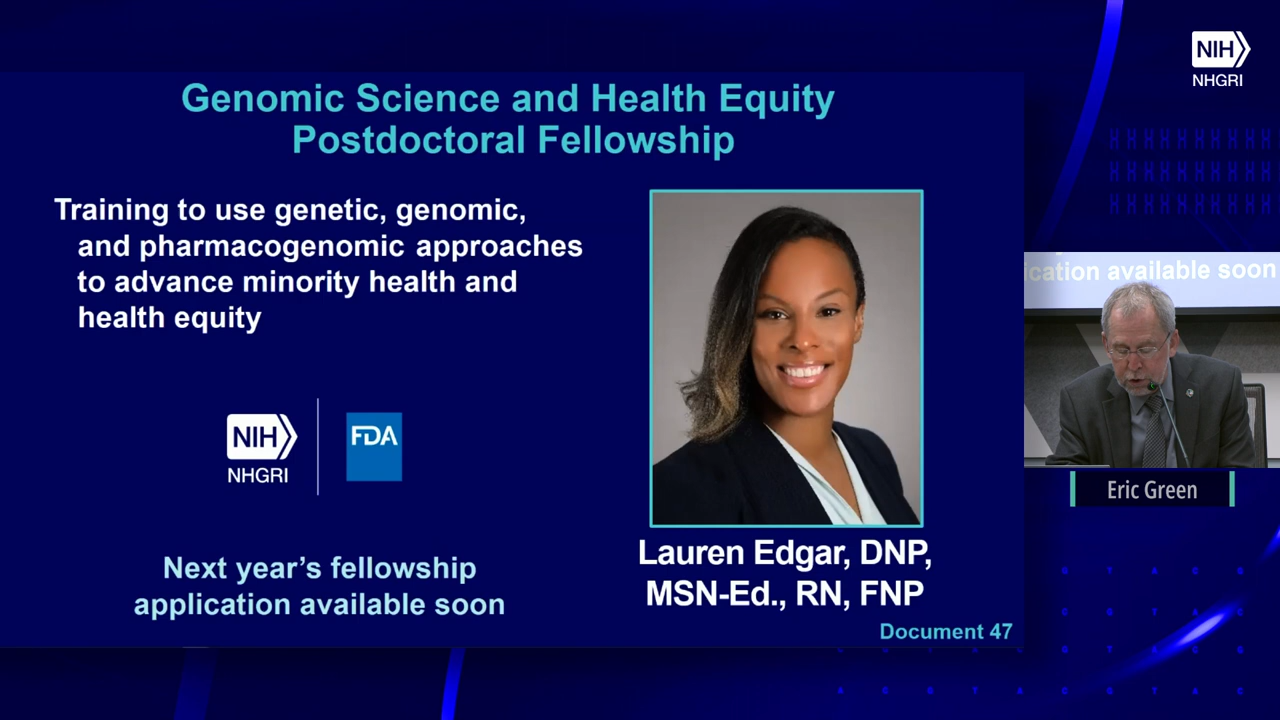 Genomic Science and Health Equity
Postdoctoral Fellowship
Training to use genetic, genomic,
and pharmacogenomic approaches
to advance minority health and
health equity
NIH
NHGRI
FDA
Next year's fellowship
application available soon
Lauren Edgar, DNP,
MSN-Ed., RN, FNP
Document 47
NIH
NHGRI
ication available soon
Eric Green